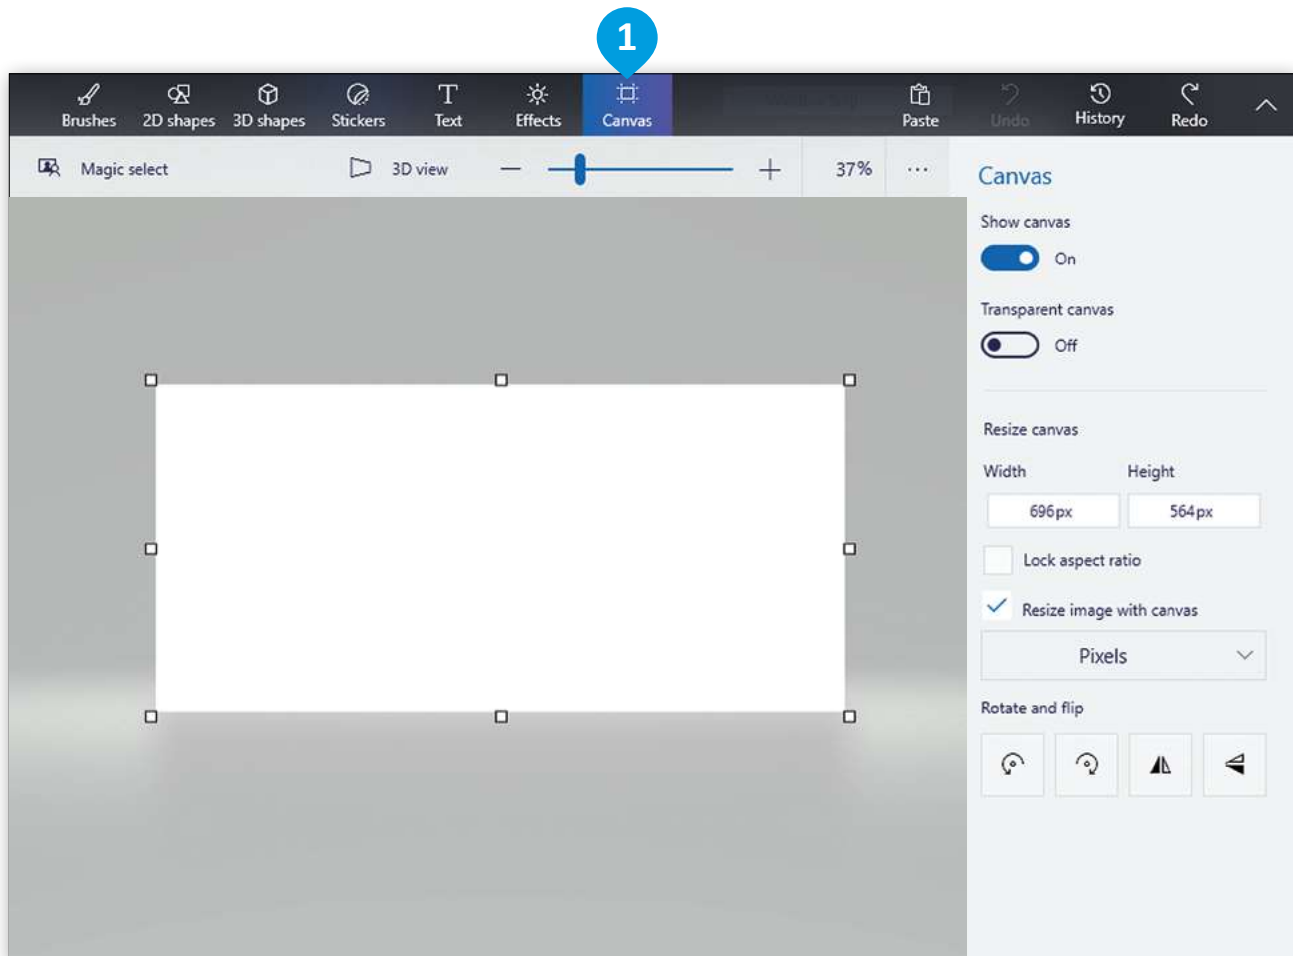 1
Brushes 2D shapes 3D shapes Stickers Text Effects Canvas Paste Undo History Redo
Magic select 3D view 37% ...
Canvas
Show canvas
On
Transparent canvas
Off
Resize canvas
Width Height
696px 564px
Lock aspect ratio
Resize image with canvas
Pixels
Rotate and flip